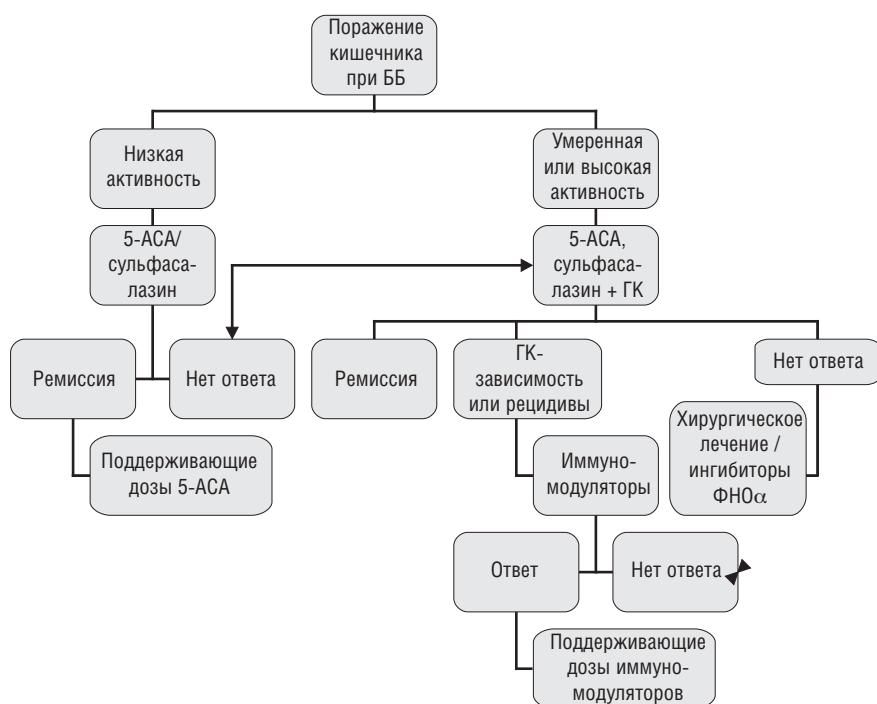 Поражение
кишечника
при ББ
Низкая
активность
Умеренная
или высокая
активность
5-АСА/
сульфаса-
лазин
5-АСА,
сульфаса-
лазин + ГК
Ремиссия
Нет ответа
Ремиссия
ГК-
зависимость
или рецидивы
Нет ответа
Поддерживающие
дозы 5-АСА
Иммуно-
модуляторы
Хирургическое
лечение /
ингибиторы
ФНОα
Ответ
Нет ответа
Поддерживающие
дозы иммуно-
модуляторов